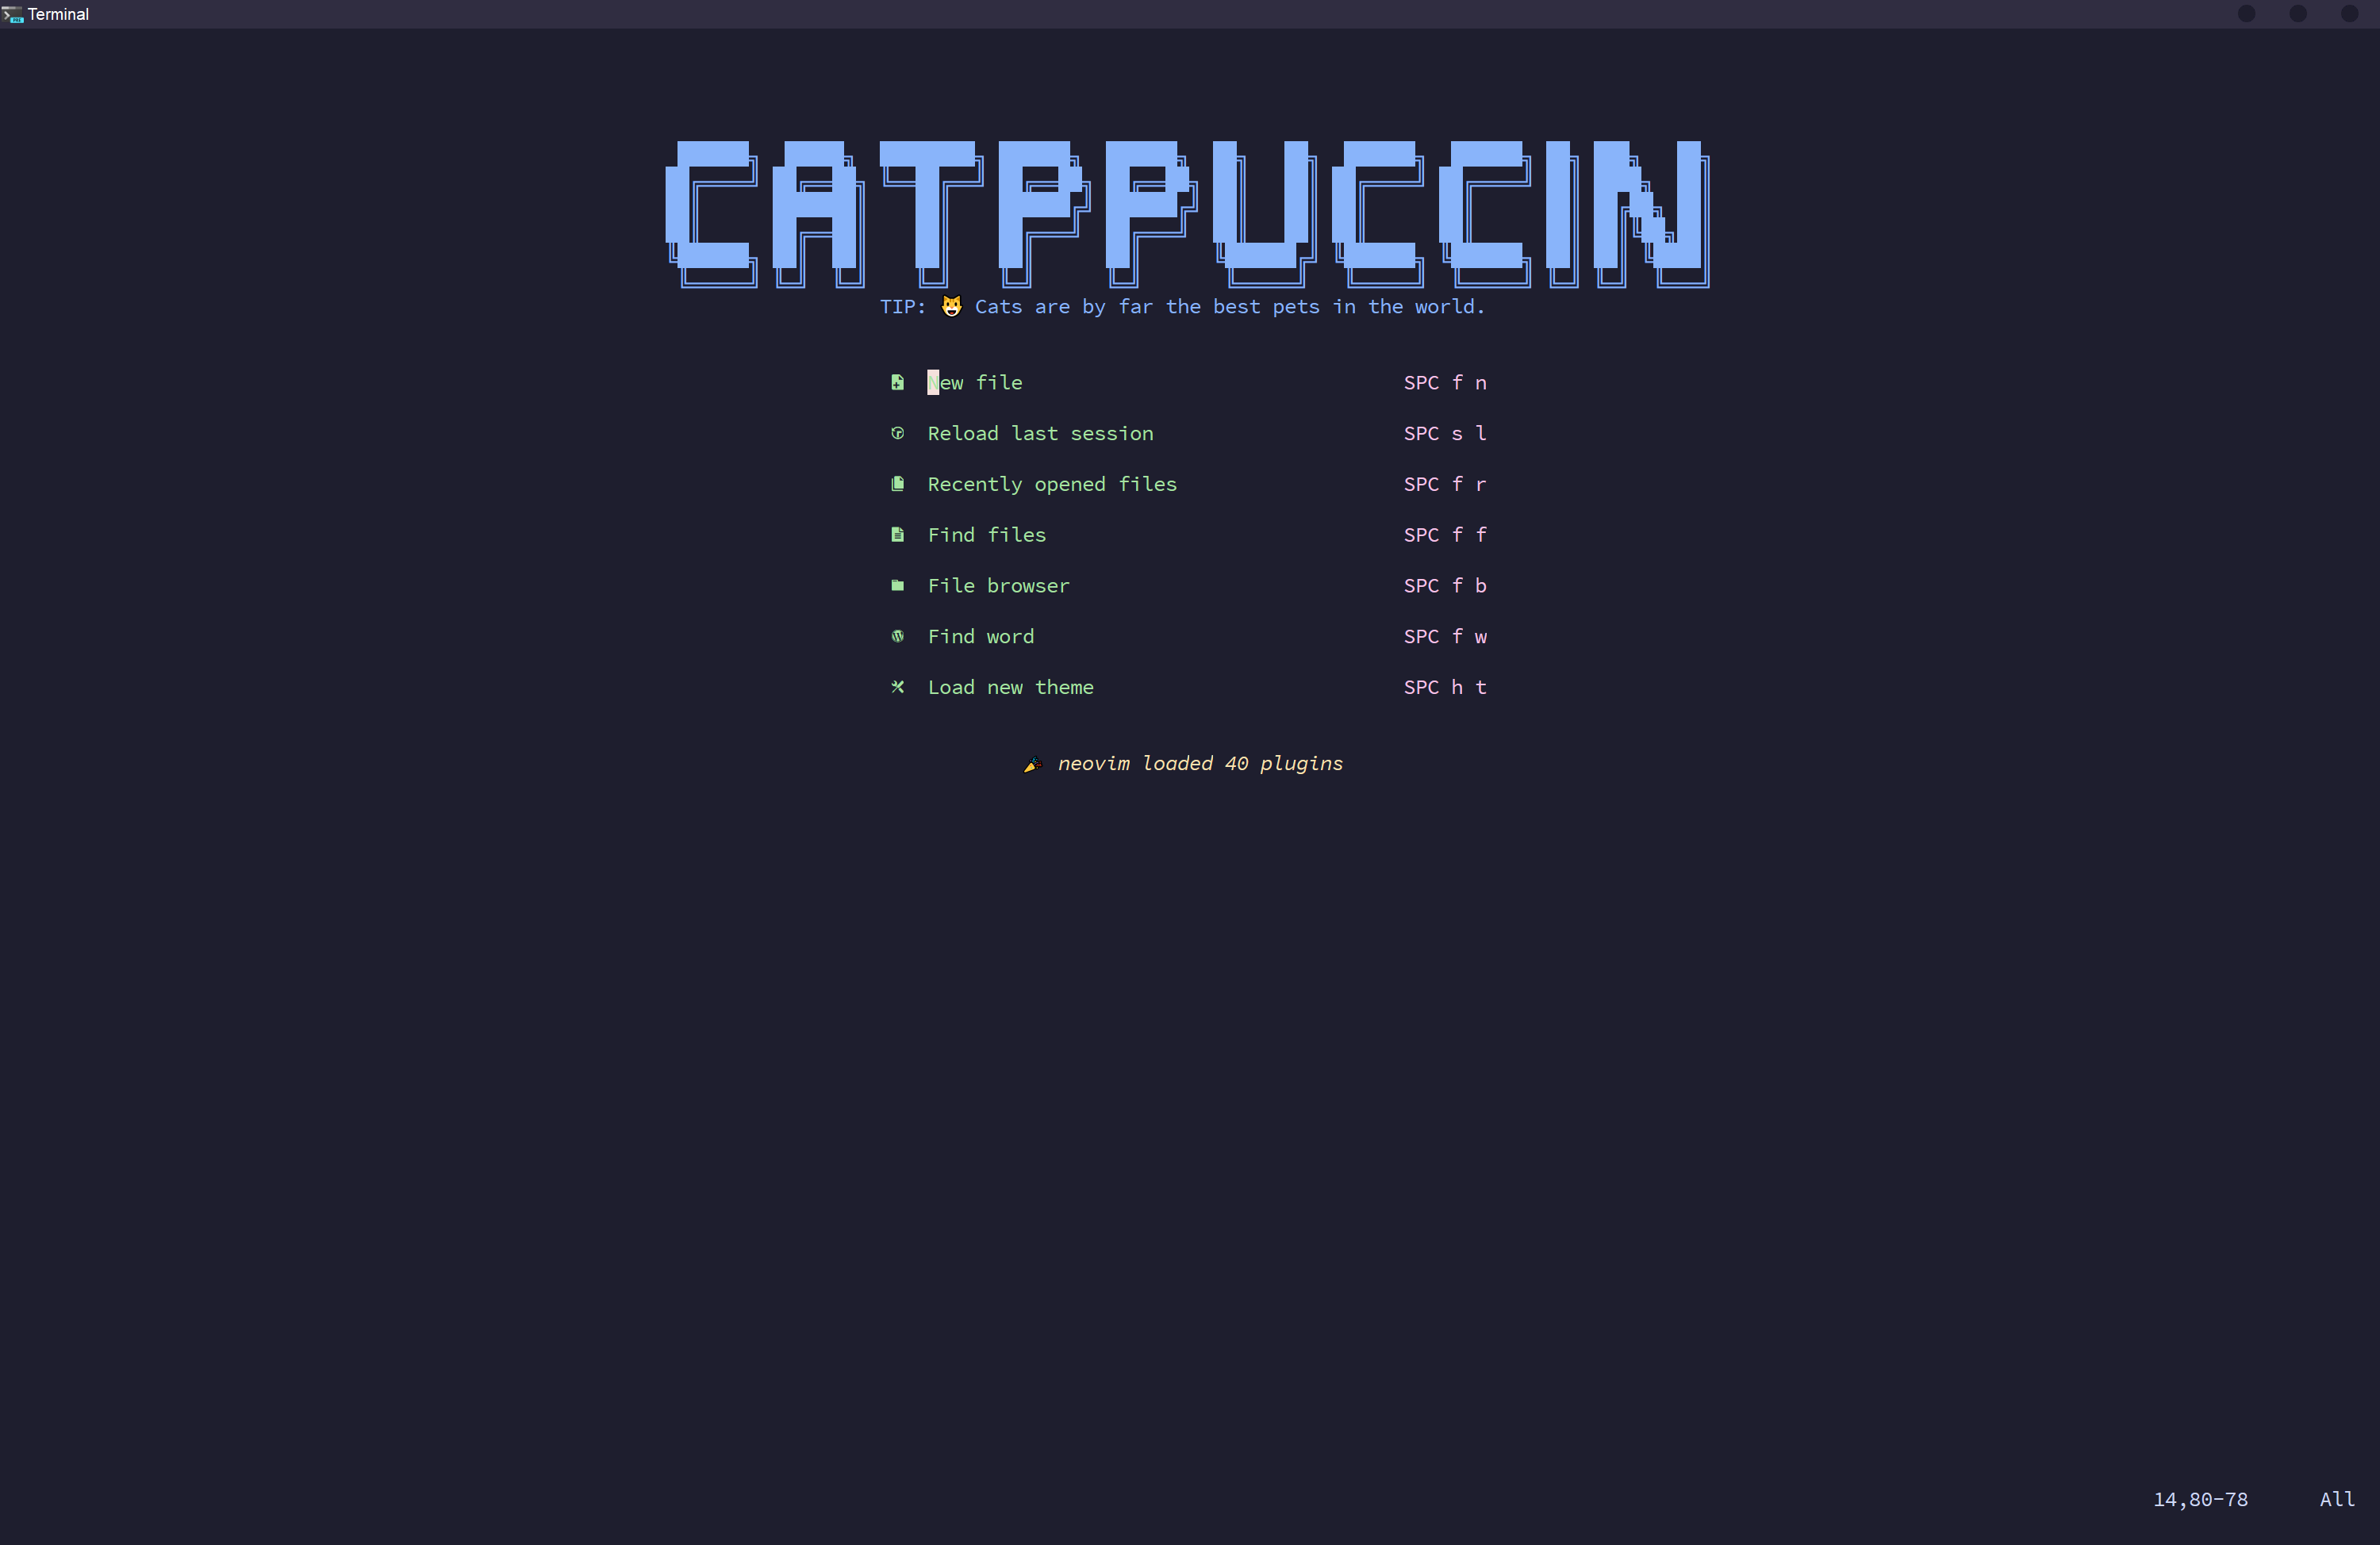 Terminal
CATPPUCCIN
TIP: 😺 Cats are by far the best pets in the world.
New file SPC f n
Reload last session SPC s l
Recently opened files SPC f r
Find files SPC f f
File browser SPC f b
Find word SPC f w
Load new theme SPC h t
🎉 neovim loaded 40 plugins
14,80-78 All